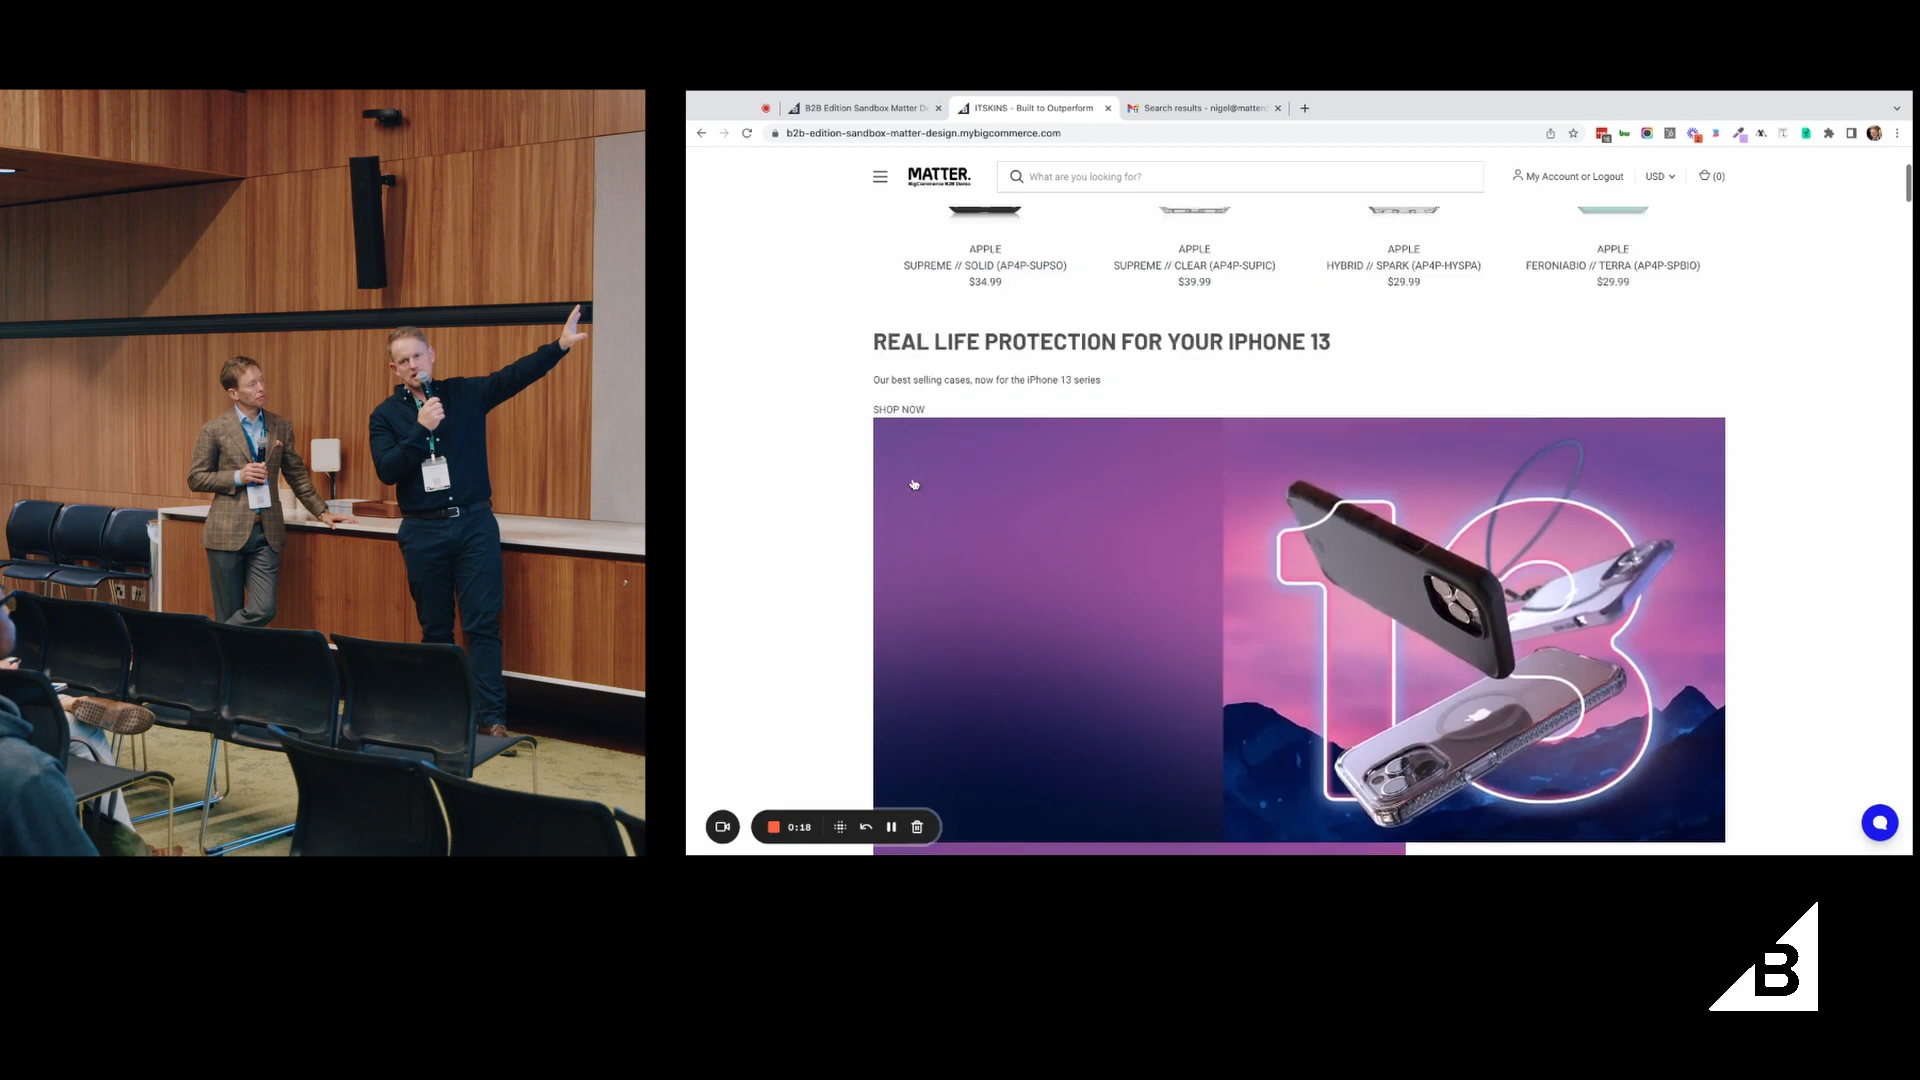 B2B Edition Sandbox Matter D
ITSKINS - Built to Outperform
Search results - nigel@matter
b2b-edition-sandbox-matter-design.mybigcommerce.com
MATTER.
BigCommerce B2B Demo
What are you looking for?
My Account or Logout
USD
(0)
APPLE
SUPREME // SOLID (AP4P-SUPSO)
$34.99
APPLE
SUPREME // CLEAR (AP4P-SUPIC)
$39.99
APPLE
HYBRID // SPARK (AP4P-HYSPA)
$29.99
APPLE
FERONIABIO // TERRA (AP4P-SPBIO)
$29.99
REAL LIFE PROTECTION FOR YOUR IPHONE 13
Our best selling cases, now for the iPhone 13 series
SHOP NOW
13
0:18
B